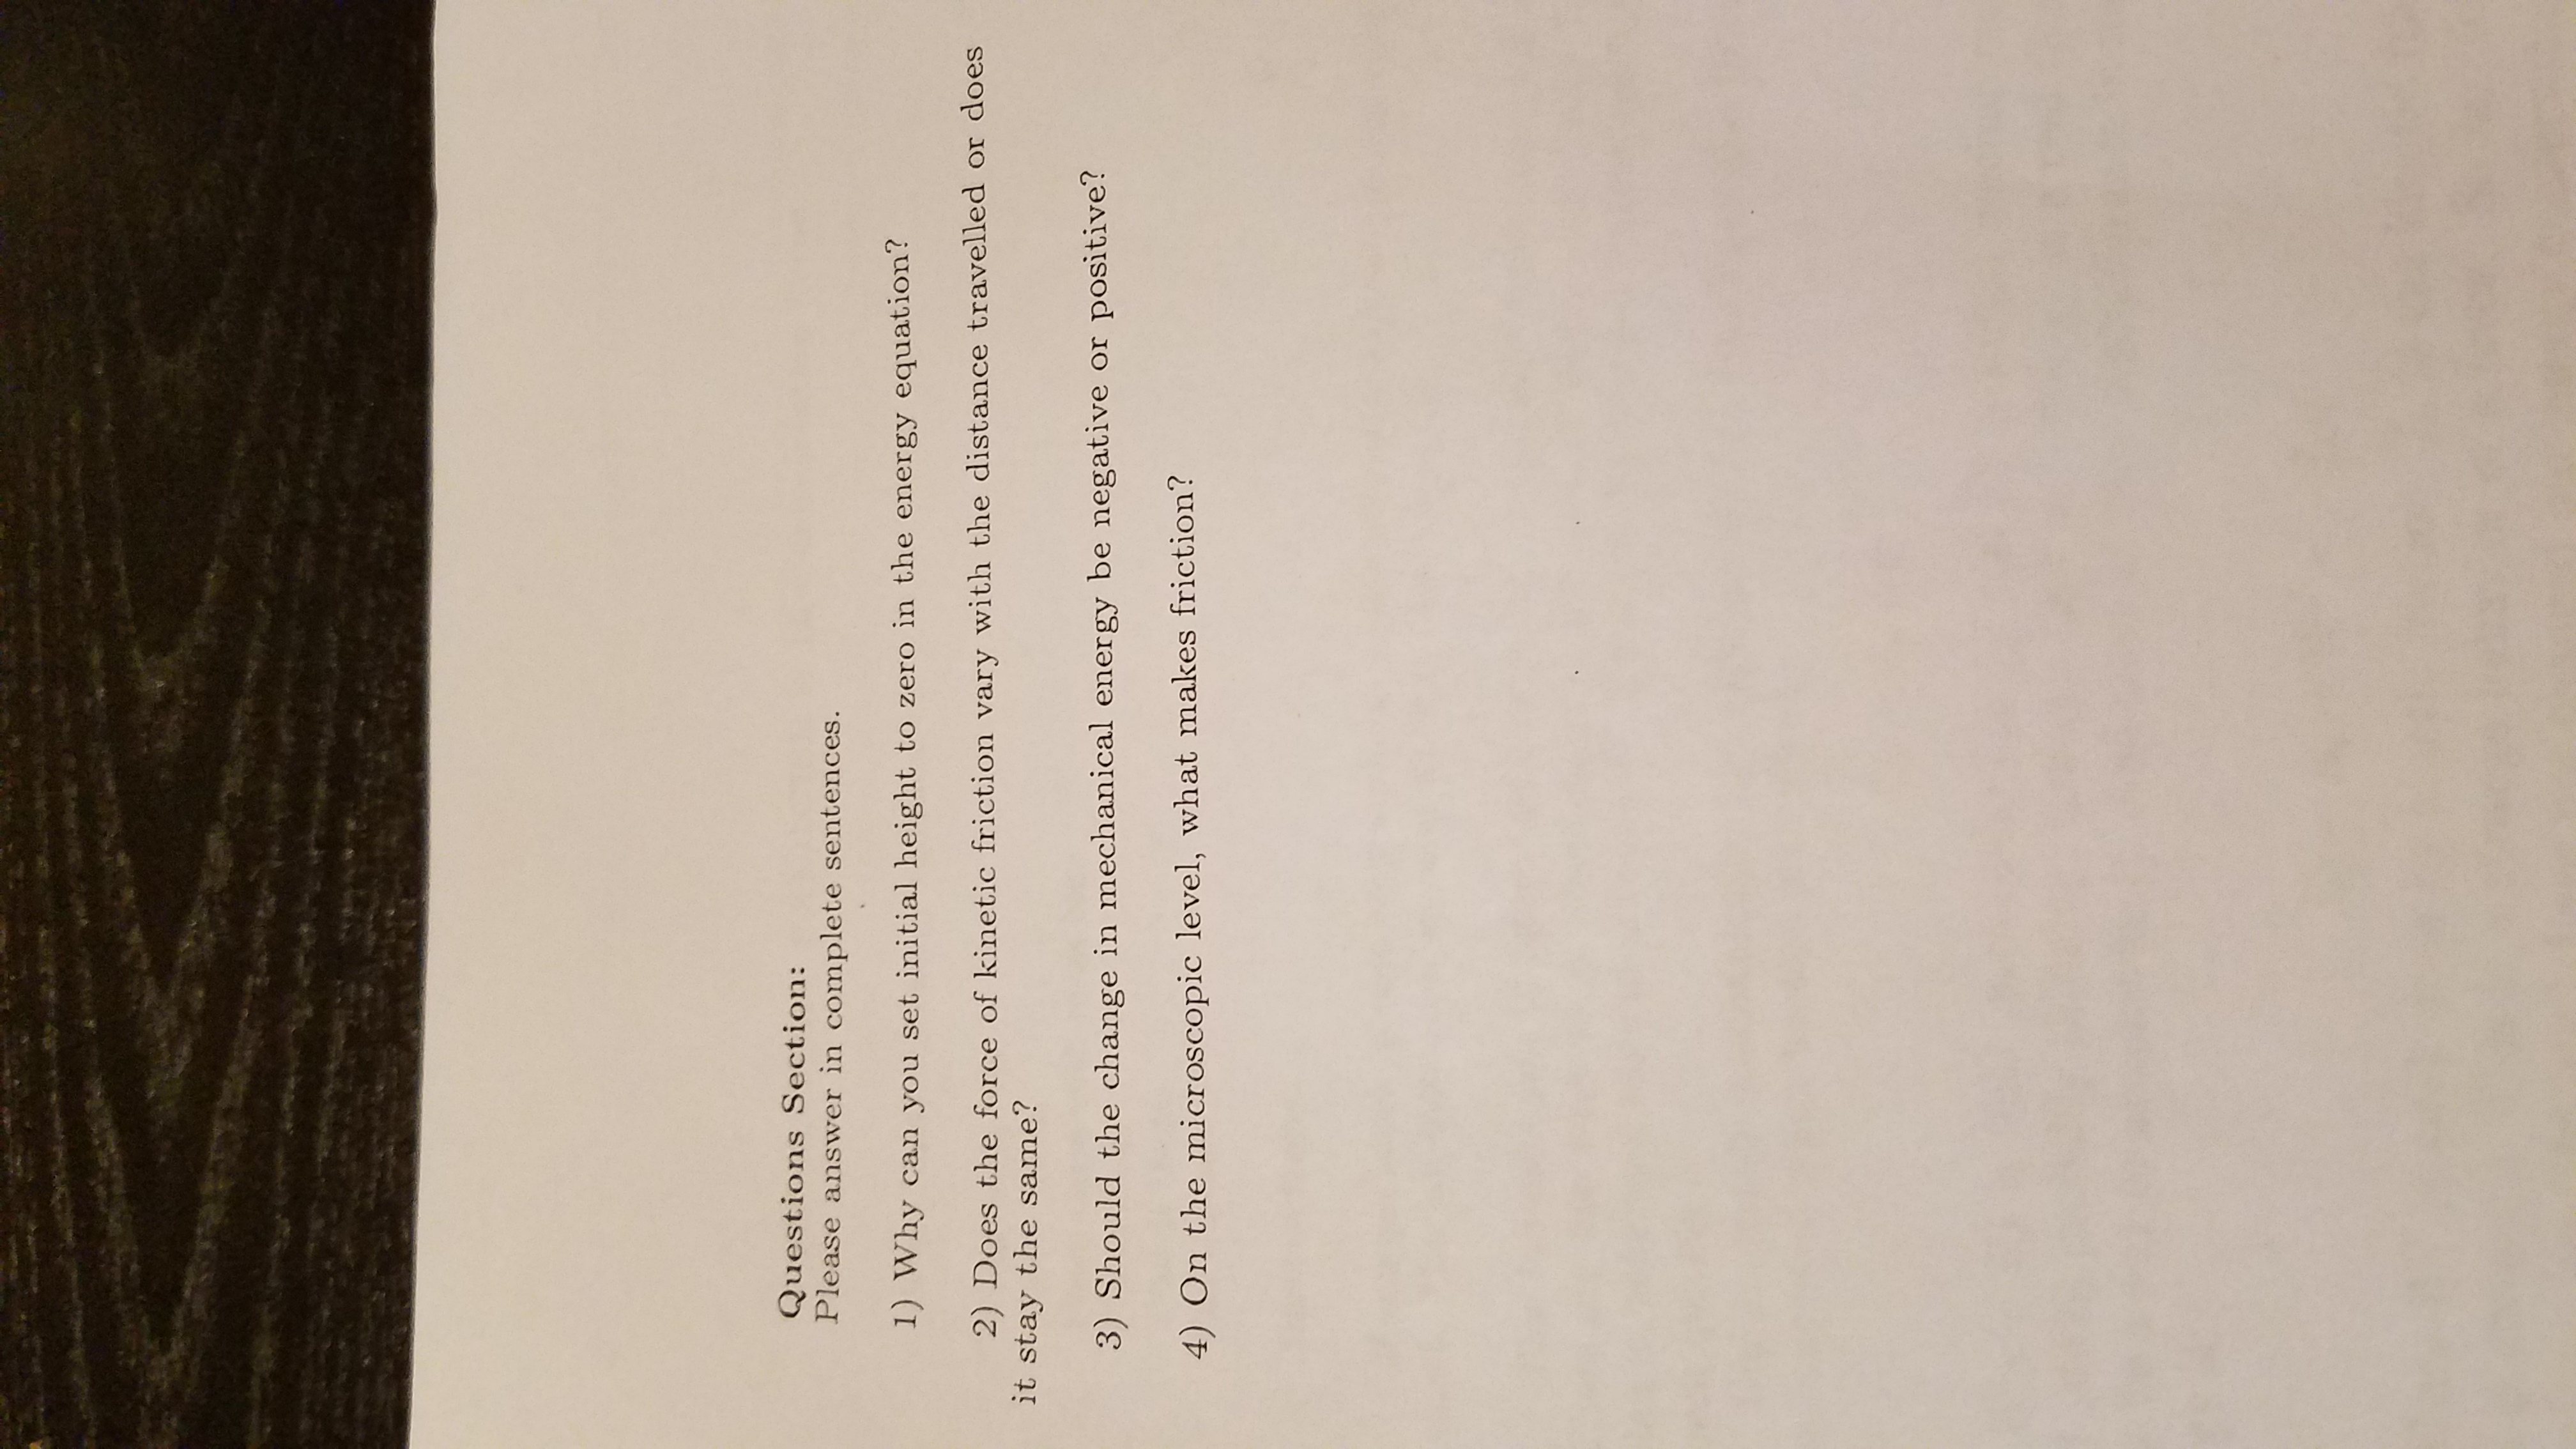 Questions Section:
Please answer in complete sentences.
1) Why can you set initial height to zero in the energy equation?
2) Does the force of kinetic friction vary with the distance travelled or does
it stay the same?
3) Should the change in mechanical energy be negative or positive?
4) On the microscopic level, what makes friction?